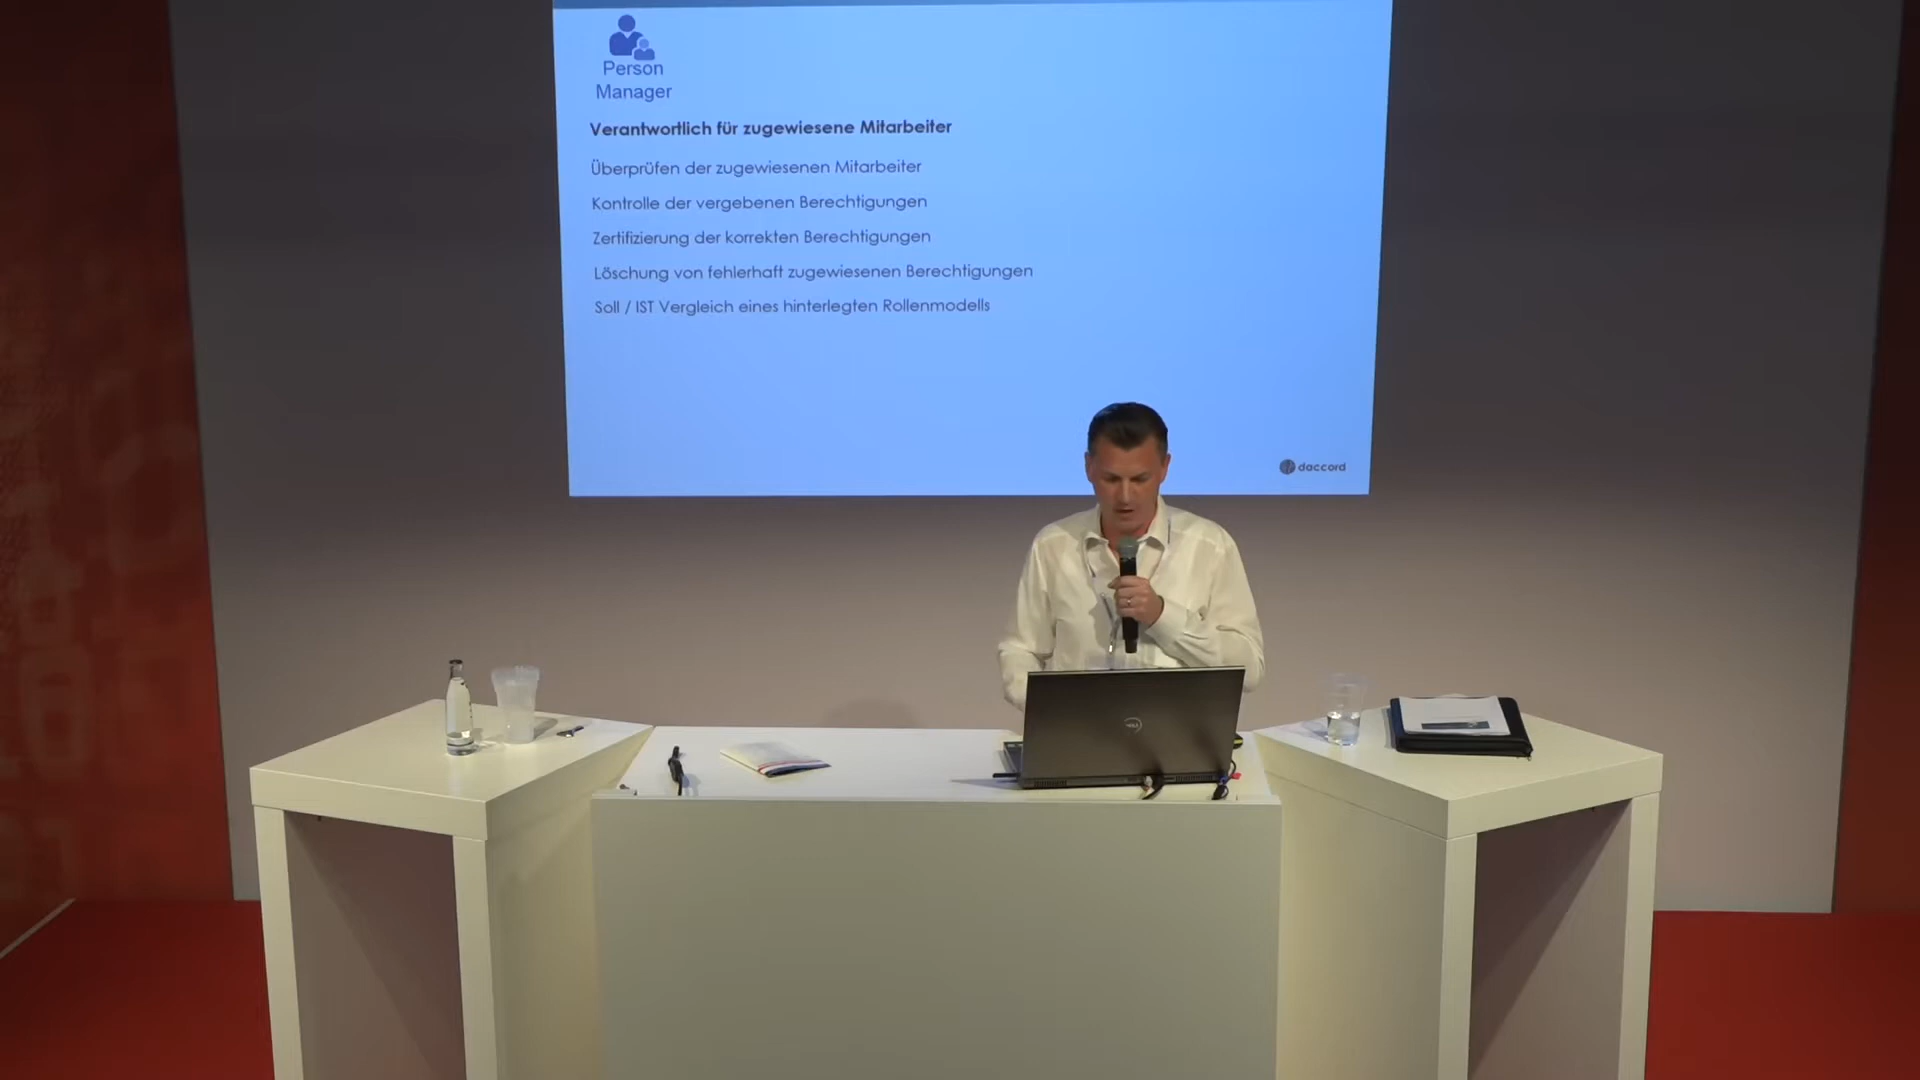 Person
Manager
Verantwortlich für zugewiesene Mitarbeiter
Überprüfen der zugewiesenen Mitarbeiter
Kontrolle der vergebenen Berechtigungen
Zertifizierung der korrekten Berechtigungen
Löschung von fehlerhaft zugewiesenen Berechtigungen
Soll / IST Vergleich eines hinterlegten Rollenmodells
daccord
DELL